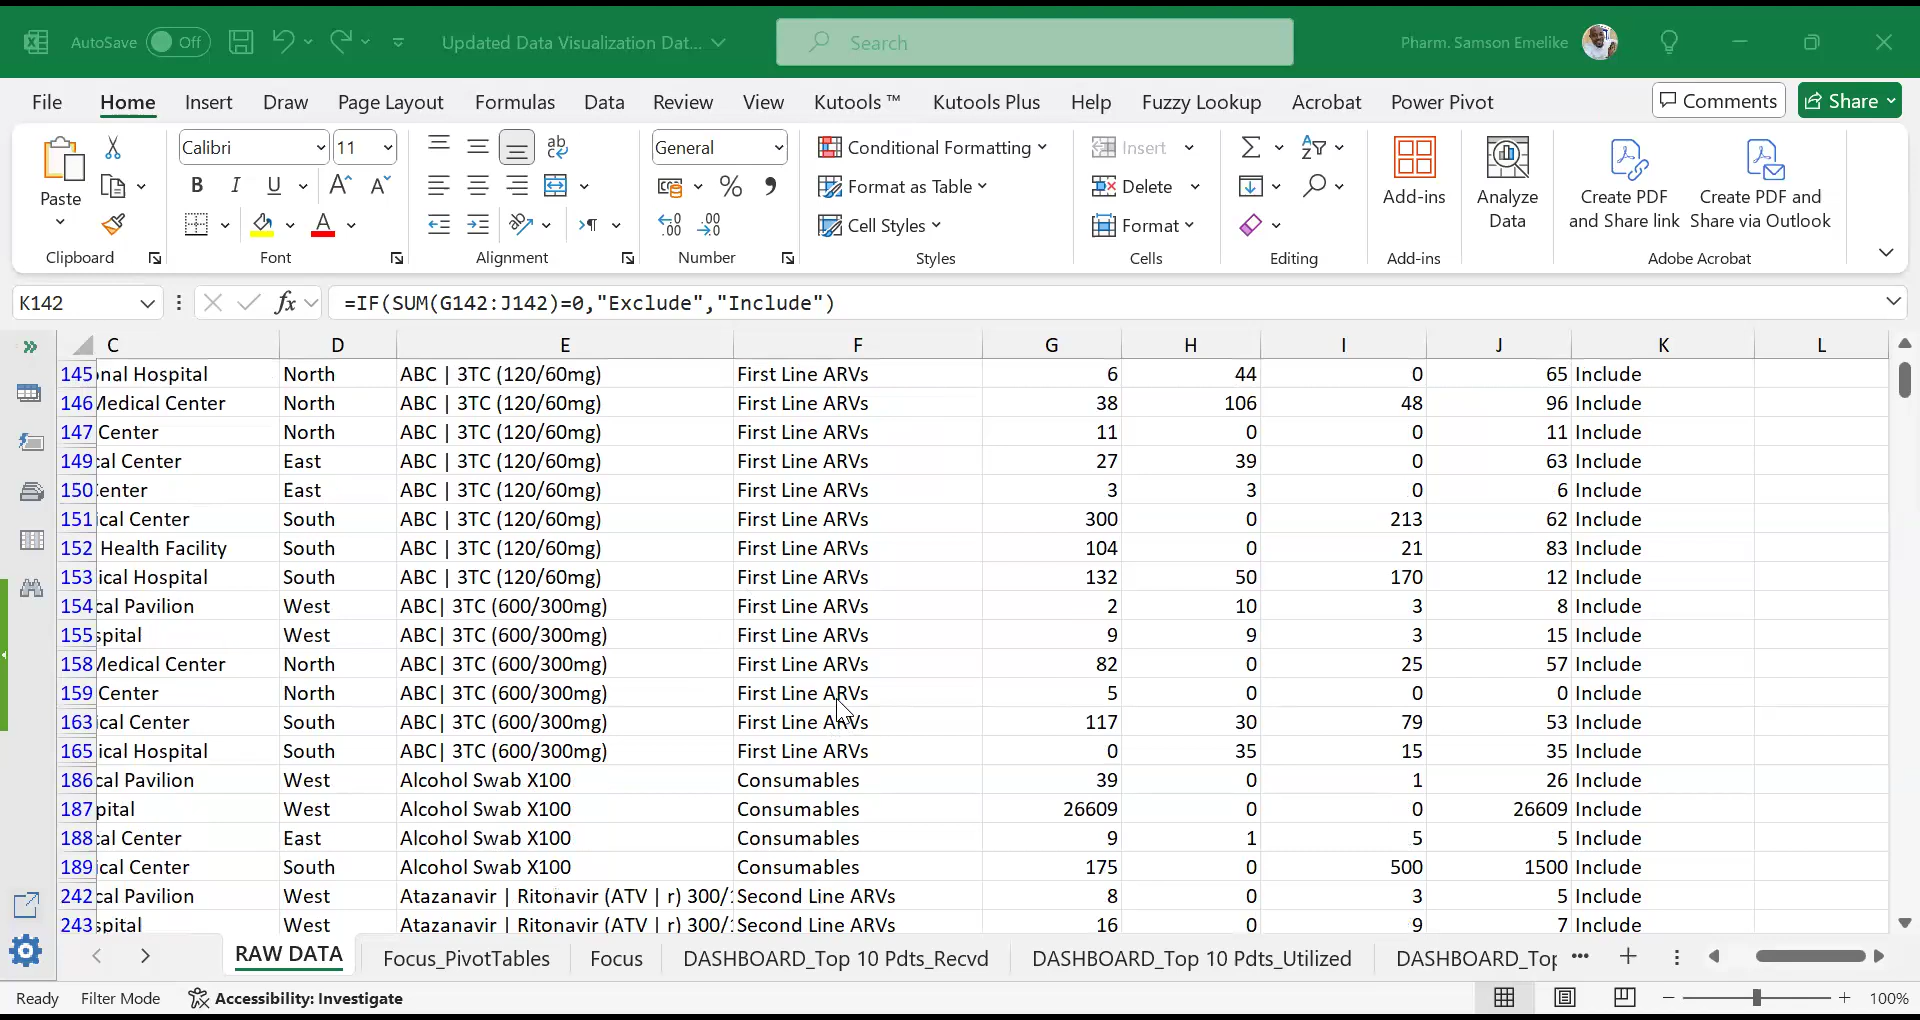 AutoSave Off Updated Data Visualization Dat... Search Pharm. Samson Emelike
File Home Insert Draw Page Layout Formulas Data Review View Kutools ™ Kutools Plus Help Fuzzy Lookup Acrobat Power Pivot Comments Share
Paste
Clipboard
Calibri 11
B I U A A
A
Font
ab
Alignment
General
% ,
Number
Conditional Formatting
Format as Table
Cell Styles
Styles
Insert
Delete
Format
Cells
Editing
Add-ins
Add-ins
Analyze
Data
Create PDF
and Share link
Create PDF and
Share via Outlook
Adobe Acrobat
K142 fx =IF(SUM(G142:J142)=0,"Exclude","Include")
C D E F G H I J K L
145 onal Hospital North ABC | 3TC (120/60mg) First Line ARVs 6 44 0 65 Include
146 Medical Center North ABC | 3TC (120/60mg) First Line ARVs 38 106 48 96 Include
147 Center North ABC | 3TC (120/60mg) First Line ARVs 11 0 0 11 Include
149 cal Center East ABC | 3TC (120/60mg) First Line ARVs 27 39 0 63 Include
150 Center East ABC | 3TC (120/60mg) First Line ARVs 3 3 0 6 Include
151 ical Center South ABC | 3TC (120/60mg) First Line ARVs 300 0 213 62 Include
152 Health Facility South ABC | 3TC (120/60mg) First Line ARVs 104 0 21 83 Include
153 ical Hospital South ABC | 3TC (120/60mg) First Line ARVs 132 50 170 12 Include
154 cal Pavilion West ABC| 3TC (600/300mg) First Line ARVs 2 10 3 8 Include
155 spital West ABC| 3TC (600/300mg) First Line ARVs 9 9 3 15 Include
158 Medical Center North ABC| 3TC (600/300mg) First Line ARVs 82 0 25 57 Include
159 Center North ABC| 3TC (600/300mg) First Line ARVs 5 0 0 0 Include
163 ical Center South ABC| 3TC (600/300mg) First Line ARVs 117 30 79 53 Include
165 ical Hospital South ABC| 3TC (600/300mg) First Line ARVs 0 35 15 35 Include
186 cal Pavilion West Alcohol Swab X100 Consumables 39 0 1 26 Include
187 pital West Alcohol Swab X100 Consumables 26609 0 0 26609 Include
188 cal Center East Alcohol Swab X100 Consumables 9 1 5 5 Include
189 ical Center South Alcohol Swab X100 Consumables 175 0 500 1500 Include
242 cal Pavilion West Atazanavir | Ritonavir (ATV | r) 300/ Second Line ARVs 8 0 3 5 Include
243 spital West Atazanavir | Ritonavir (ATV | r) 300/ Second Line ARVs 16 0 9 7 Include
RAW DATA Focus_PivotTables Focus DASHBOARD_Top 10 Pdts_Recvd DASHBOARD_Top 10 Pdts_Utilized DASHBOARD_Top ...
Ready Filter Mode Accessibility: Investigate 100%